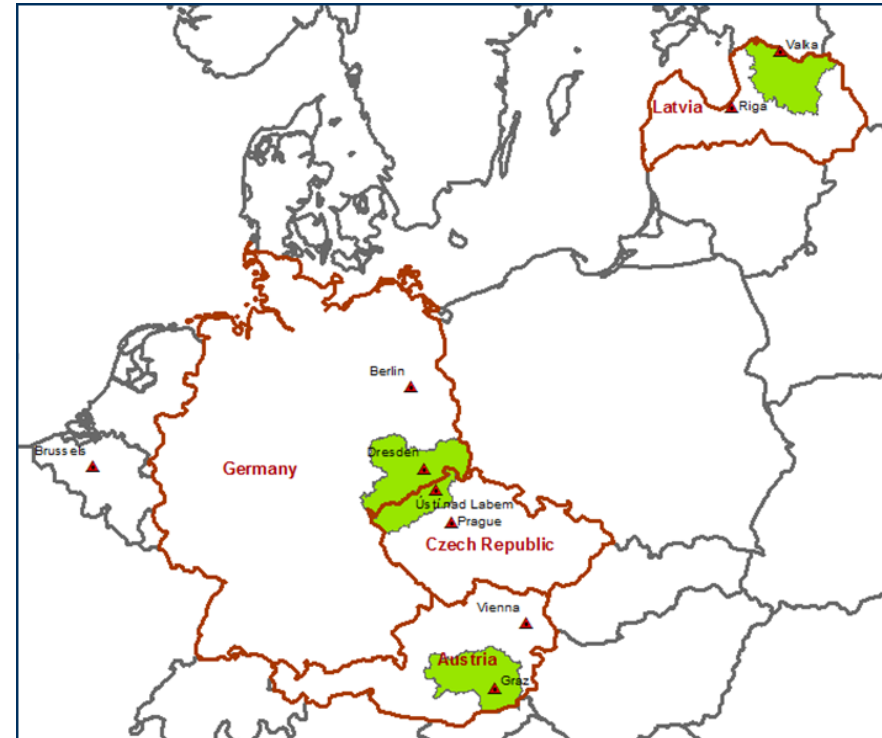 Valka
Latvia
Riga
Berlin
Brussels
Dresden
Germany
Ústí nad Labem
Prague
Czech Republic
Vienna
Austria
Graz